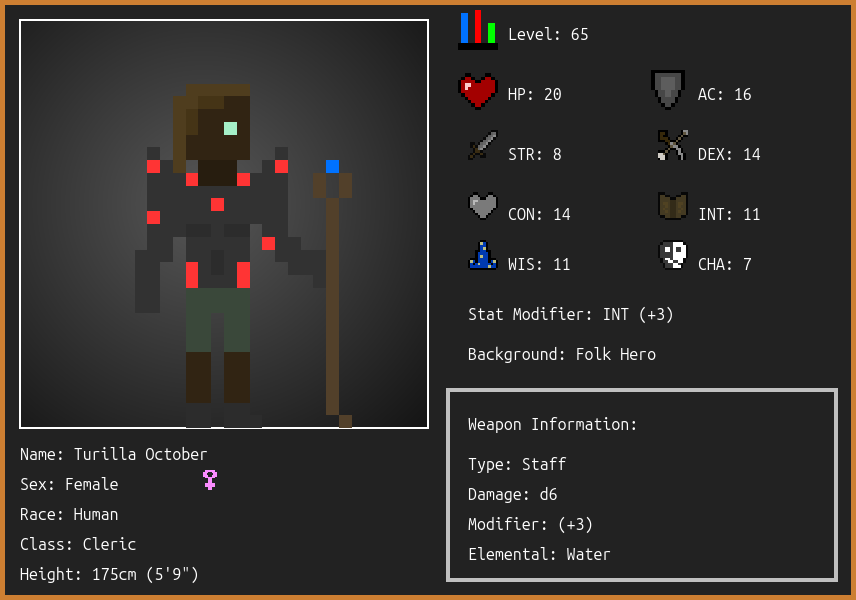 Level: 65
HP: 20
AC: 16
STR: 8
DEX: 14
CON: 14
INT: 11
WIS: 11
CHA: 7
Stat Modifier: INT (+3)
Background: Folk Hero
Weapon Information:
Type: Staff
Damage: d6
Modifier: (+3)
Elemental: Water
Name: Turilla October
Sex: Female
Race: Human
Class: Cleric
Height: 175cm (5'9")